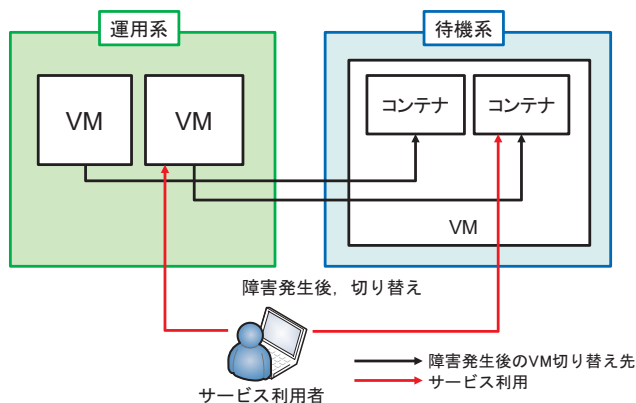 運用系
待機系
VM
VM
コンテナ
コンテナ
VM
障害発生後，切り替え
サービス利用者
障害発生後のVM切り替え先
サービス利用